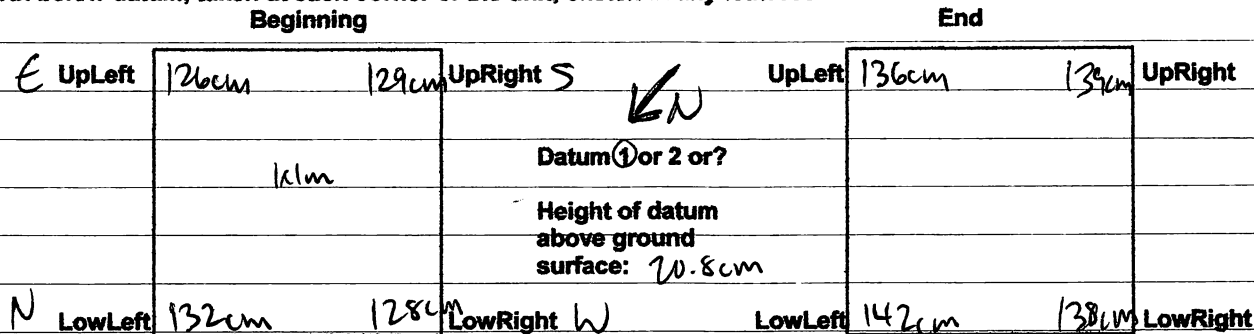 Beginning End
E UpLeft 126cm 129cm UpRight S UpLeft 136cm 139cm UpRight
N
Datum 1 or 2 or?
klm
Height of datum
above ground
surface: 20.8cm
N LowLeft 132cm 128cm LowRight W LowLeft 142cm 138cm LowRight